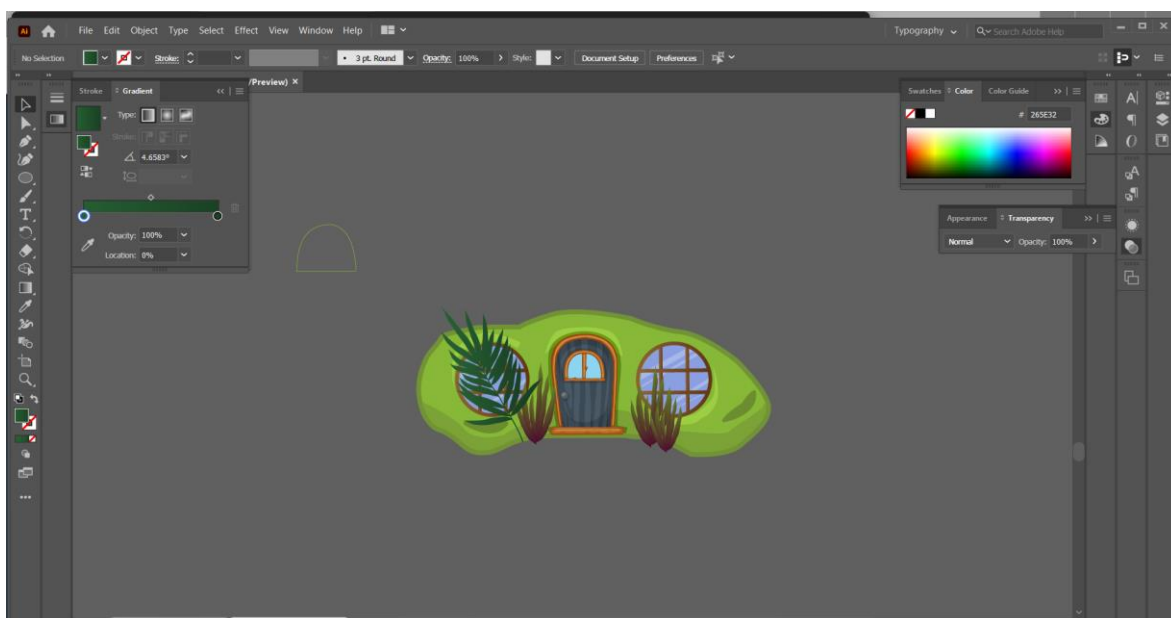 Ai File Edit Object Type Select Effect View Window Help Typography Search Adobe Help
No Selection Stroke: 3 pt. Round Opacity: 100% Style: Document Setup Preferences
/Preview) ×
Stroke Gradient
Type:
Stroke:
4.6583°
Opacity: 100%
Location: 0%
Swatches Color Color Guide
# 265E32
Appearance Transparency
Normal Opacity: 100%